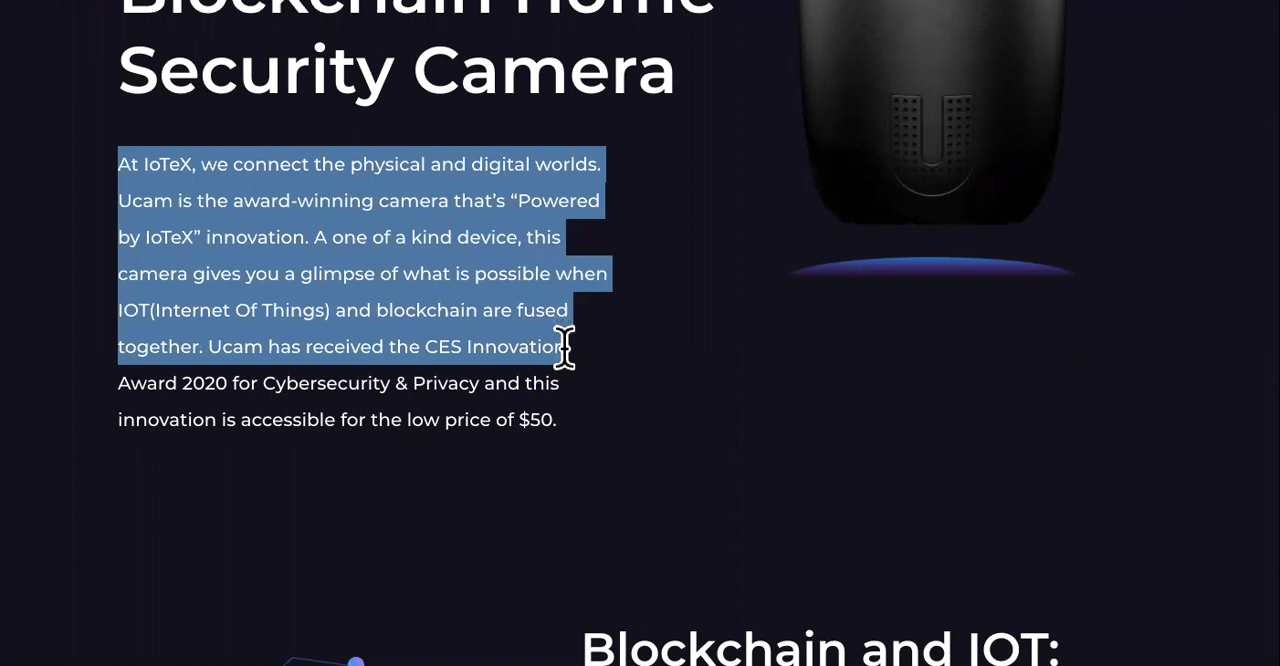 Blockchain Home
Security Camera
At IoTeX, we connect the physical and digital worlds.
Ucam is the award-winning camera that’s “Powered
by IoTeX” innovation. A one of a kind device, this
camera gives you a glimpse of what is possible when
IOT(Internet Of Things) and blockchain are fused
together. Ucam has received the CES Innovation
Award 2020 for Cybersecurity & Privacy and this
innovation is accessible for the low price of $50.
U
Blockchain and IOT: